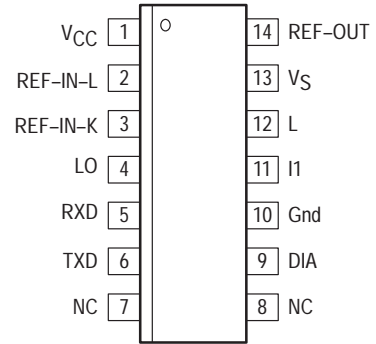 VCC 1 14 REF–OUT
REF–IN–L 2 13 VS
REF–IN–K 3 12 L
LO 4 11 I1
RXD 5 10 Gnd
TXD 6 9 DIA
NC 7 8 NC